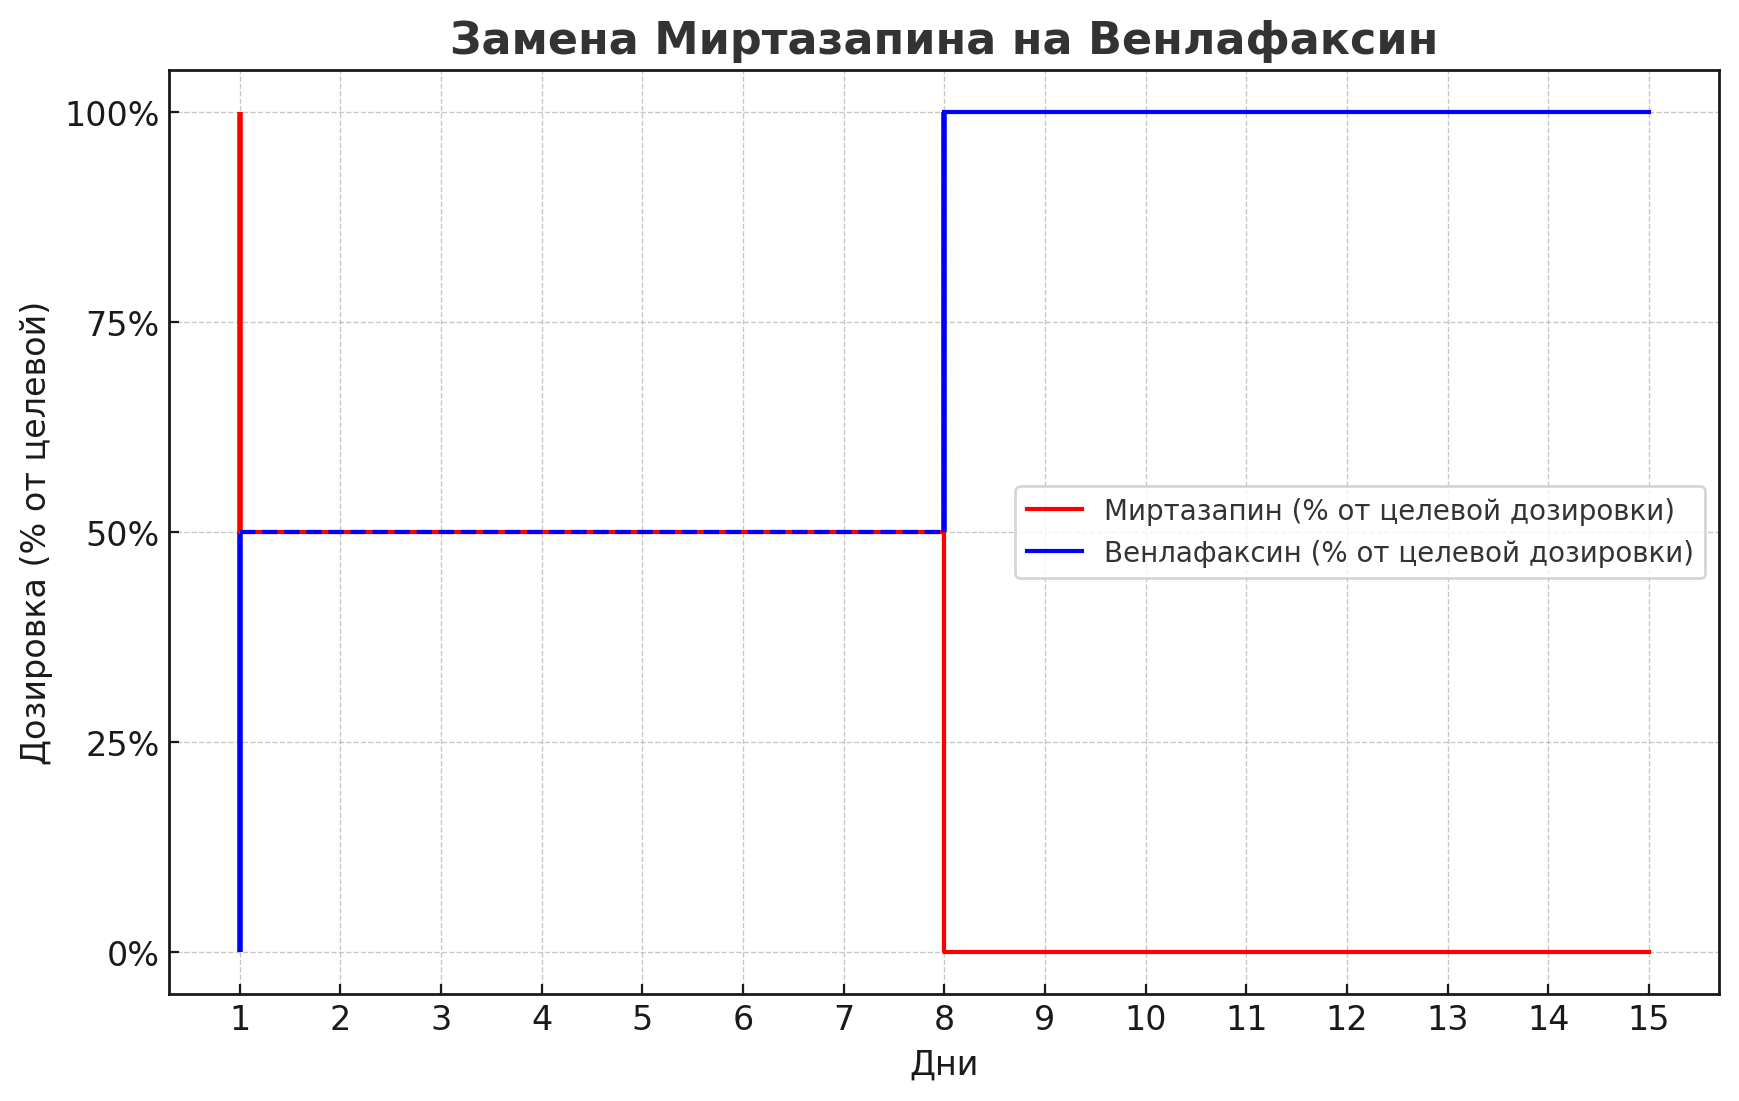 Замена Миртазапина на Венлафаксин
Дозировка (% от целевой)
100%
75%
50%
25%
0%
Миртазапин (% от целевой дозировки)
Венлафаксин (% от целевой дозировки)
1 2 3 4 5 6 7 8 9 10 11 12 13 14 15
Дни